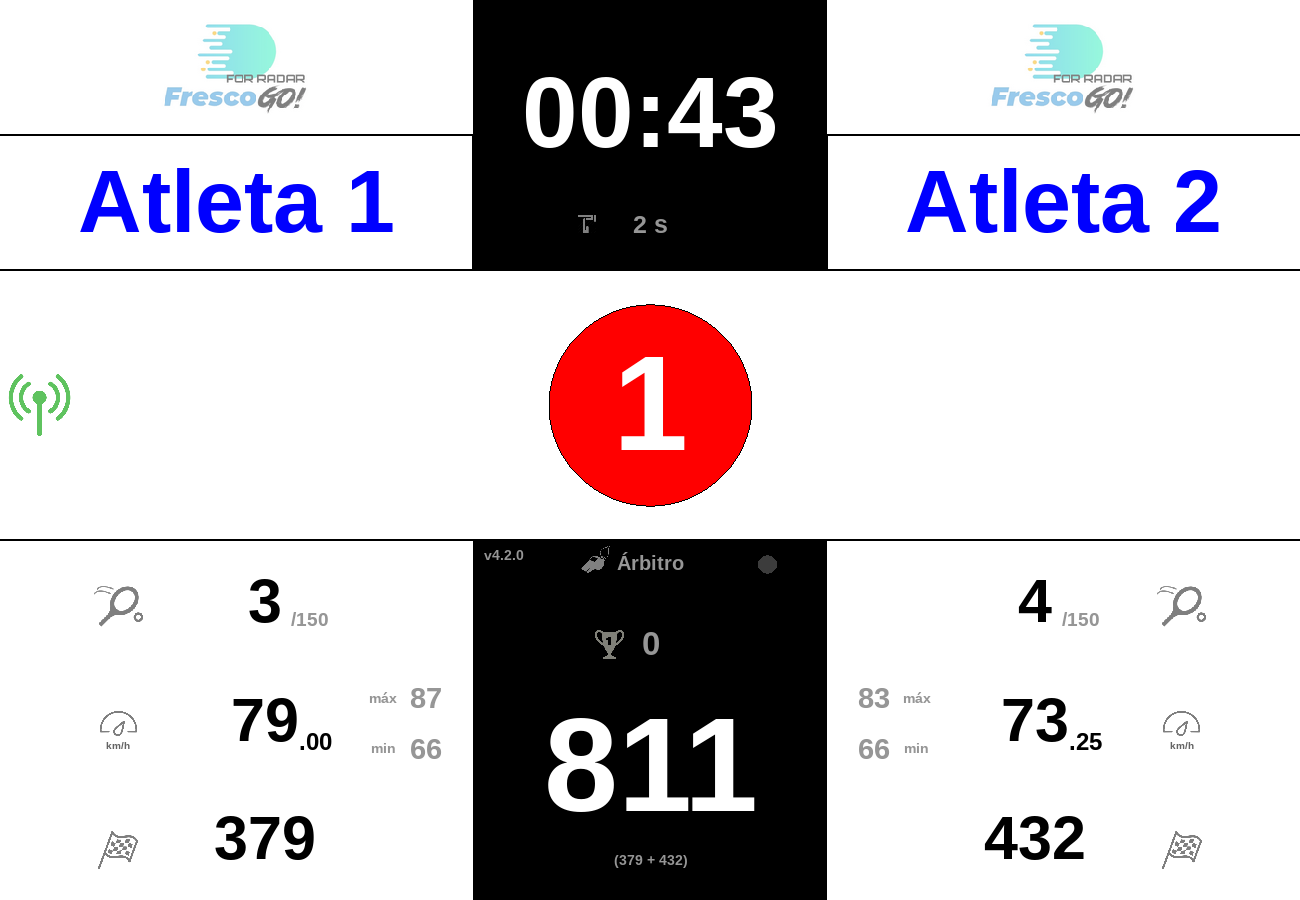 FOR RADAR
FrescoGO!
00:43
FOR RADAR
FrescoGO!
Atleta 1
2 s
Atleta 2
1
v4.2.0
Árbitro
3 /150
4 /150
1 0
79.00
km/h
máx 87
min 66
811
83 máx
66 min
73.25
km/h
379
432
(379 + 432)